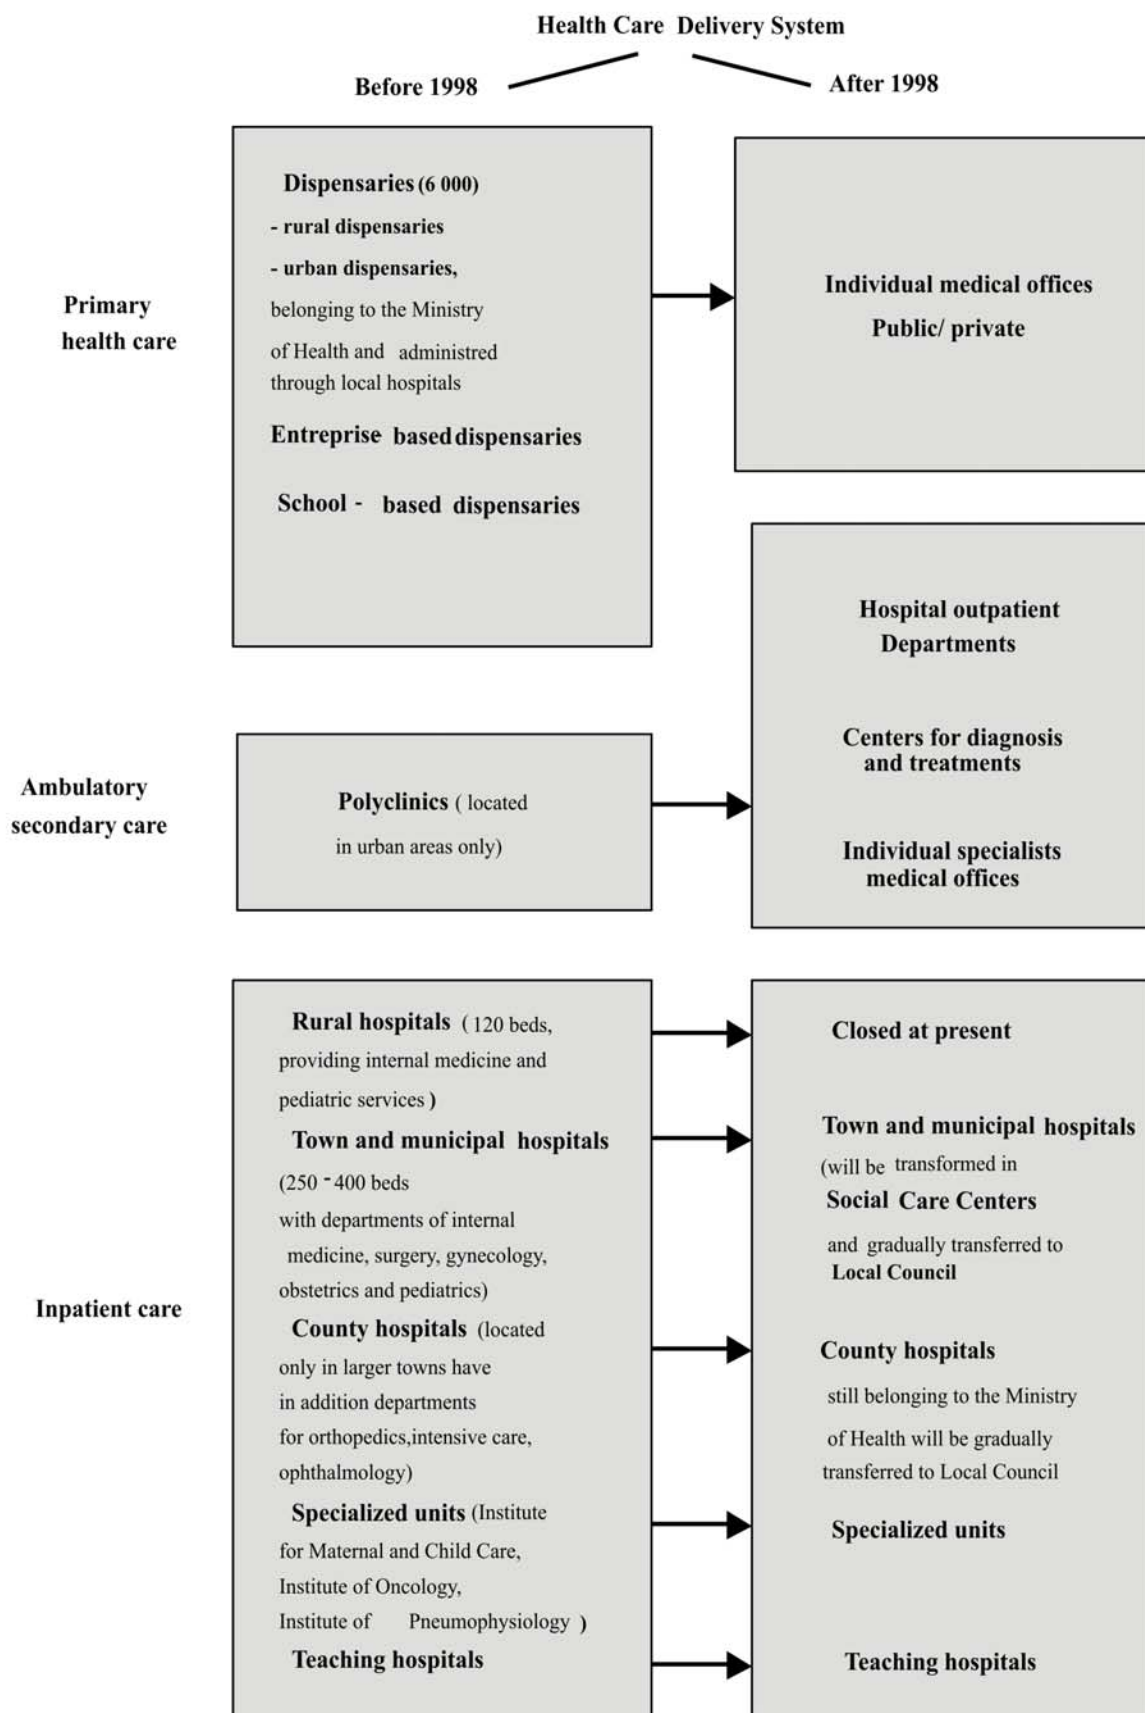 Health Care Delivery System
Before 1998
After 1998
Primary
health care
Dispensaries (6 000)
- rural dispensaries
- urban dispensaries,
belonging to the Ministry
of Health and administred
through local hospitals
Entreprise- based dispensaries
School - based dispensaries
Individual medical offices
Public/ private
Ambulatory
secondary care
Polyclinics ( located
in urban areas only)
Hospital outpatient
Departments
Centers for diagnosis
and treatments
Individual specialists
medical offices
Inpatient care
Rural hospitals ( 120 beds,
providing internal medicine and
pediatric services )
Town and municipal hospitals
(250 - 400 beds
with departments of internal
medicine, surgery, gynecology,
obstetrics and pediatrics)
County hospitals (located
only in larger towns have
in addition departments
for orthopedics,intensive care,
ophthalmology)
Specialized units (Institute
for Maternal and Child Care,
Institute of Oncology,
Institute of Pneumophysiology )
Teaching hospitals
Closed at present
Town and municipal hospitals
(will be transformed in
Social Care Centers
and gradually transferred to
Local Council
County hospitals
still belonging to the Ministry
of Health will be gradually
transferred to Local Council
Specialized units
Teaching hospitals